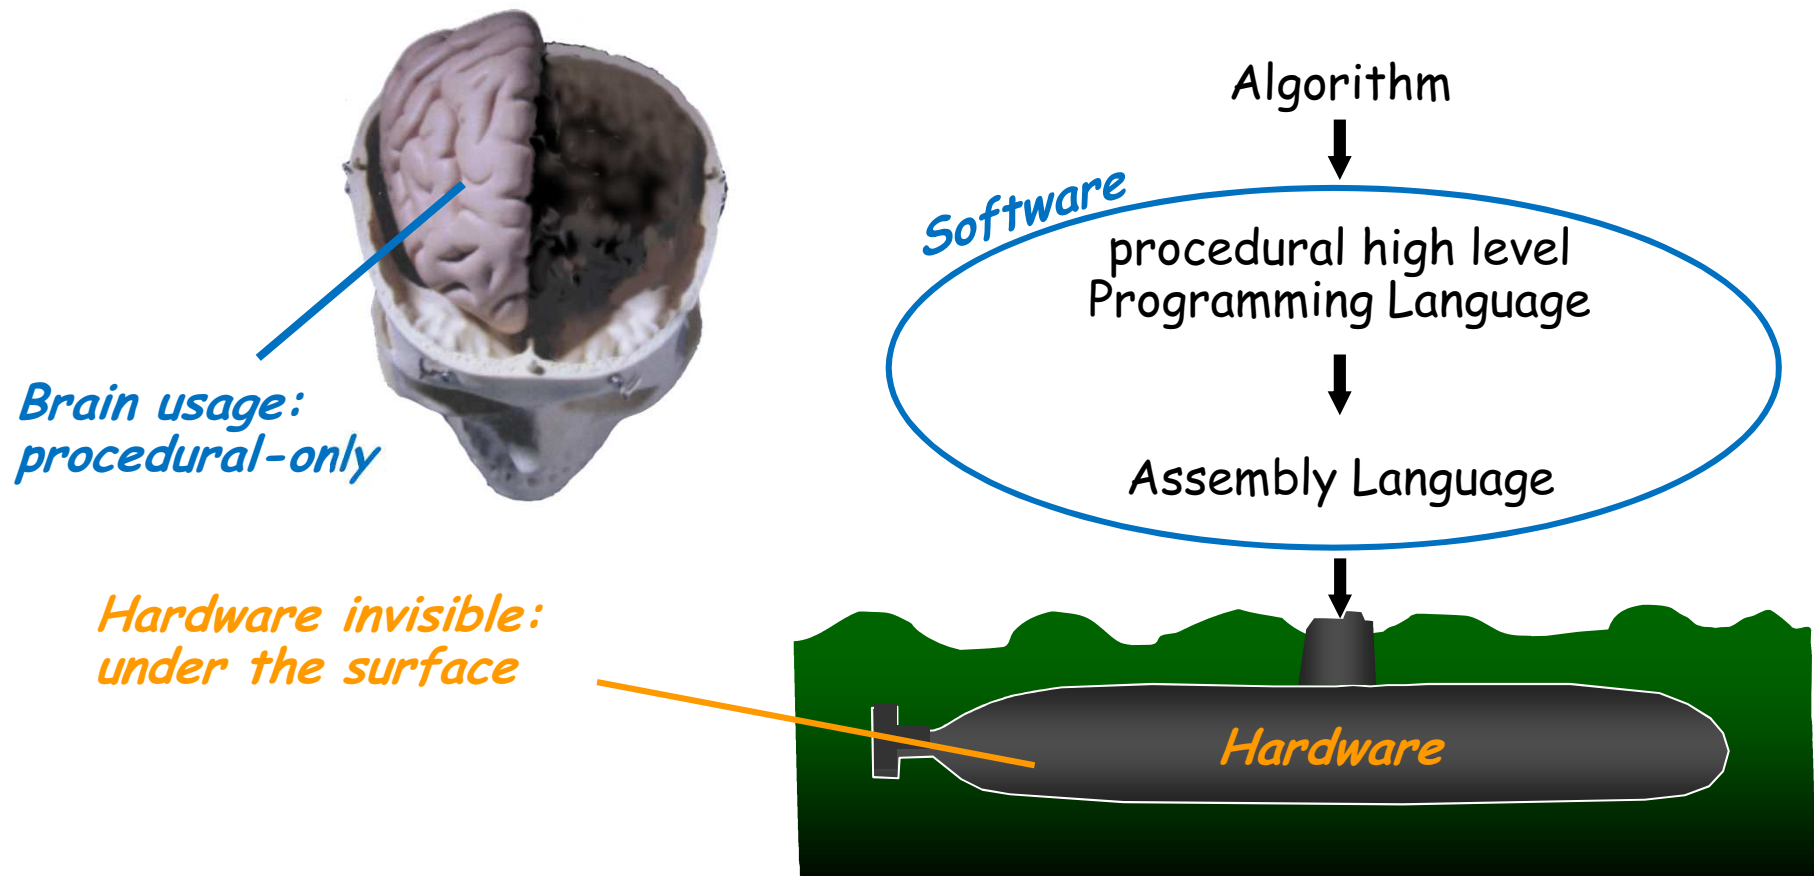 Algorithm
Software
procedural high level
Programming Language
Assembly Language
Brain usage:
procedural-only
Hardware invisible:
under the surface
Hardware